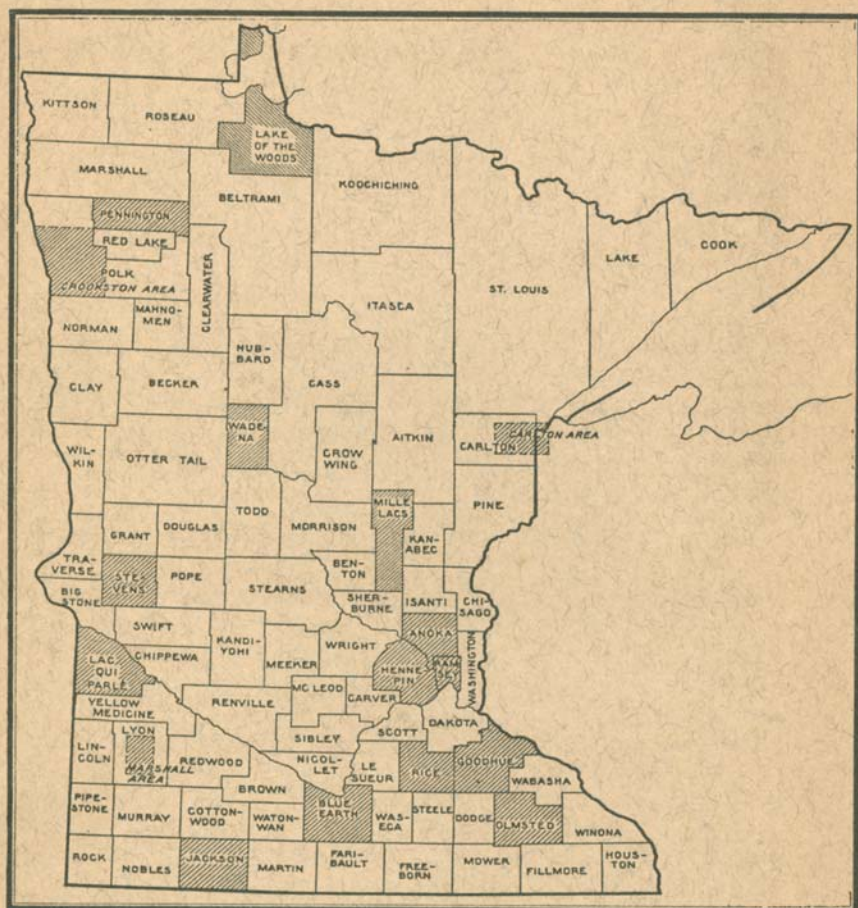 KITTSON
ROSEAU
LAKE
OF THE
WOODS
MARSHALL
BELTRAMI
KOOCHICHING
PENNINGTON
RED LAKE
POLK
CROOKSTON AREA
CLEARWATER
ST. LOUIS
LAKE
COOK
ITASCA
NORMAN
MAHNO-
MEN
HUB-
BARD
CASS
CLAY
BECKER
WADE-
NA
CROW
WING
AITKIN
CARLTON
CARLTON AREA
WIL-
KIN
OTTER TAIL
TODD
MORRISON
MILLE
LACS
KAN-
ABEC
PINE
GRANT
DOUGLAS
TRA-
VERSE
BIG
STONE
STE-
VENS
POPE
STEARNS
BEN-
TON
SHER-
BURNE
ISANTI
CHI-
SAGO
SWIFT
KANDI-
YOHI
MEEKER
WRIGHT
ANOKA
HENNE-
PIN
RAM-
SEY
WASHINGTON
LAC
QUI
PARLE
CHIPPEWA
YELLOW
MEDICINE
RENVILLE
MC LEOD
CARVER
SCOTT
DAKOTA
SIBLEY
LIN-
COLN
LYON
MARSHALL
AREA
REDWOOD
NICOL-
LET
LE
SUEUR
RICE
GOODHUE
WABASHA
BROWN
PIPE-
STONE
MURRAY
COTTON-
WOOD
WATON-
WAN
BLUE
EARTH
WAS-
ECA
STEELE
DODGE
OLMSTED
WINONA
ROCK
NOBLES
JACKSON
MARTIN
FARI-
BAULT
FREE-
BORN
MOWER
FILLMORE
HOUS-
TON